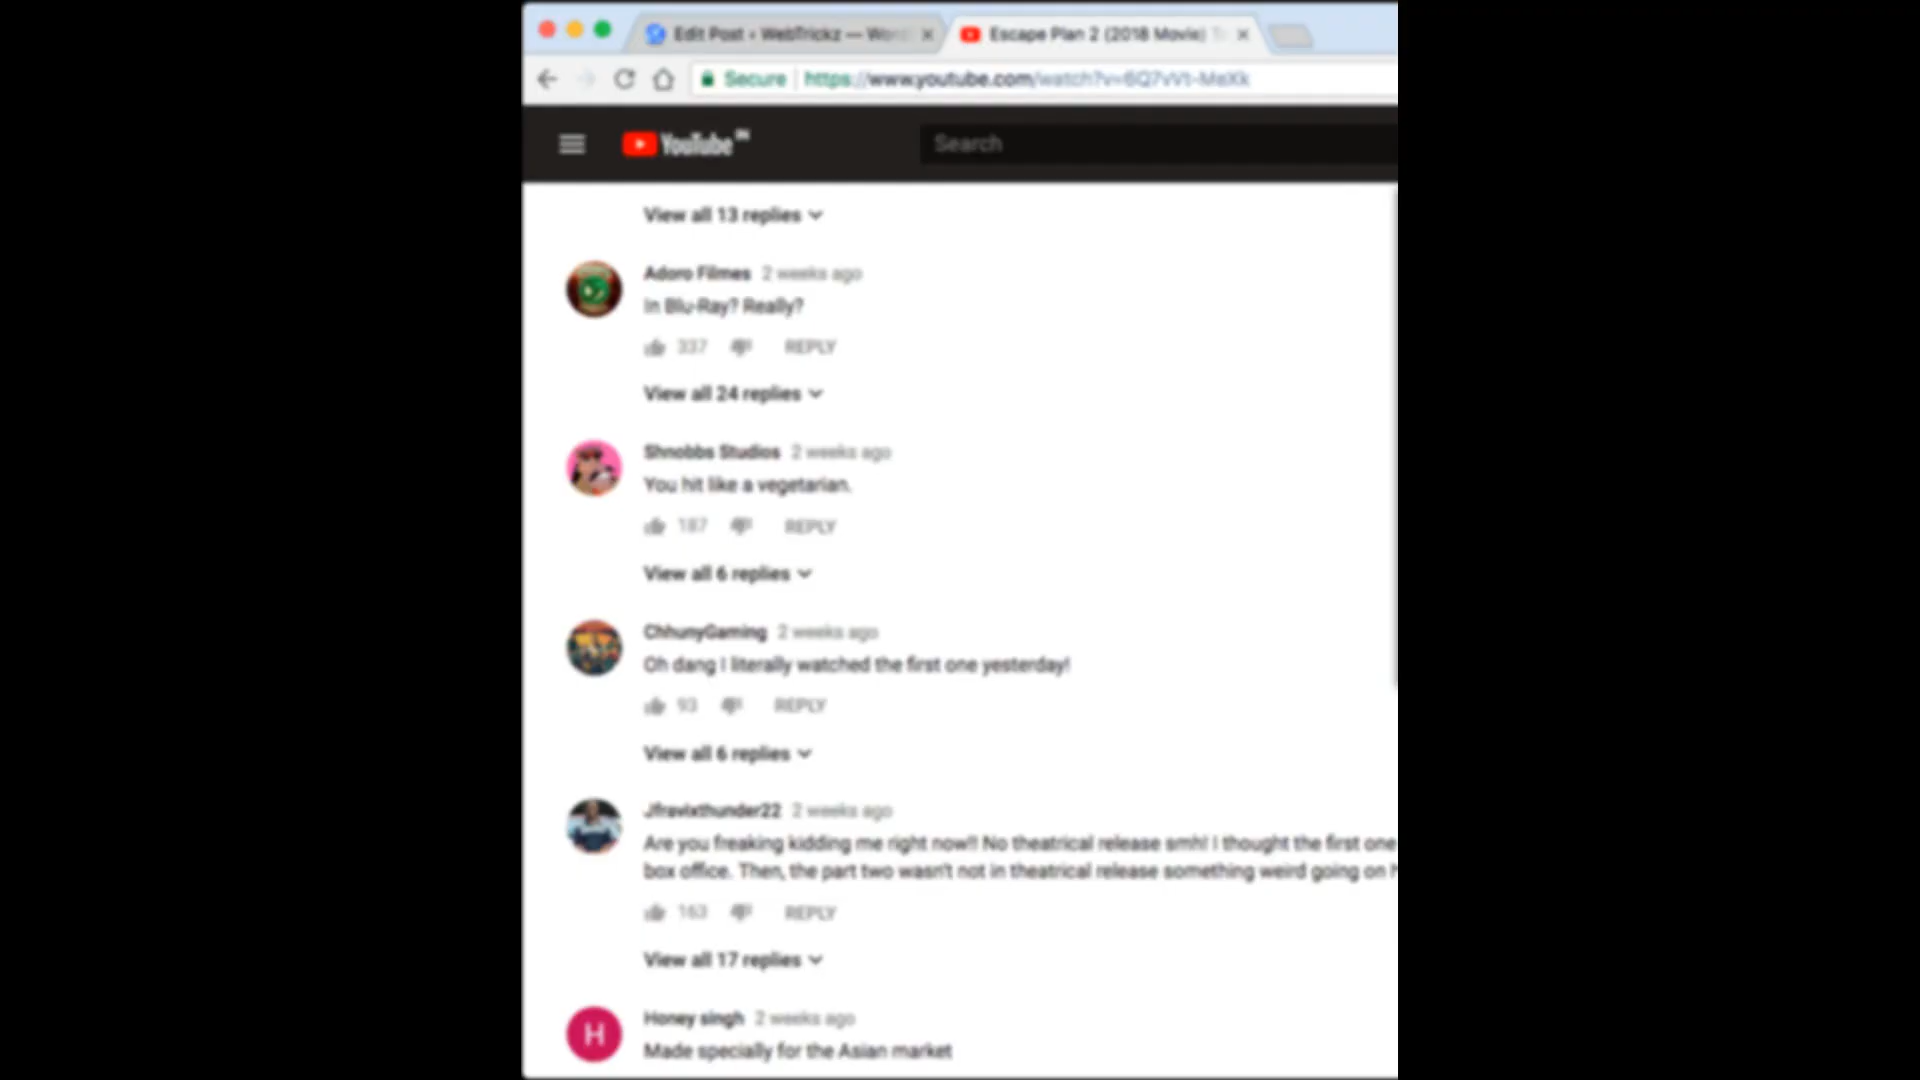 Edit Post ‹ WebTrickz — Word
Escape Plan 2 (2018 Movie) T
Secure https://www.youtube.com/watch?v=6Q7vVt-MeXk
YouTube IN
Search
View all 13 replies
Adoro Filmes 2 weeks ago
In Blu-Ray? Really?
337 REPLY
View all 24 replies
Shnobbs Studios 2 weeks ago
You hit like a vegetarian.
187 REPLY
View all 6 replies
ChhunyGaming 2 weeks ago
Oh dang I literally watched the first one yesterday!
93 REPLY
View all 6 replies
Jfravixthunder22 2 weeks ago
Are you freaking kidding me right now!! No theatrical release smh! I thought the first one
box office. Then, the part two wasn't not in theatrical release something weird going on
163 REPLY
View all 17 replies
H
Honey singh 2 weeks ago
Made specially for the Asian market